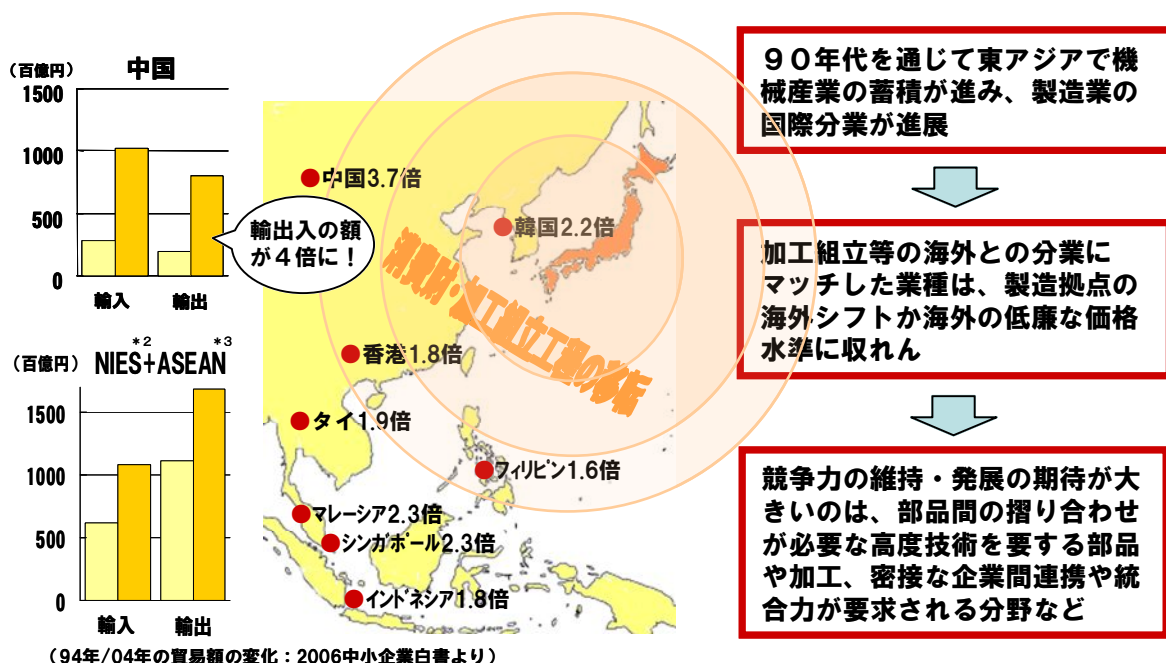 （百億円）
中国
1500
1000
500
0
輸入
輸出
輸出入の額
が４倍に！
（百億円）
NIES+ASEAN
*2
*3
1500
1000
500
0
輸入
輸出
中国3.7倍
韓国2.2倍
香港1.8倍
タイ1.9倍
フィリピン1.6倍
マレーシア2.3倍
シンガポール2.3倍
インドネシア1.8倍
消費財・加工組立工程の移転
（94年/04年の貿易額の変化：2006中小企業白書より）
９０年代を通じて東アジアで機
械産業の蓄積が進み、製造業の
国際分業が進展
加工組立等の海外との分業に
マッチした業種は、製造拠点の
海外シフトか海外の低廉な価格
水準に収れん
競争力の維持・発展の期待が大
きいのは、部品間の摺り合わせ
が必要な高度技術を要する部品
や加工、密接な企業間連携や統
合力が要求される分野など